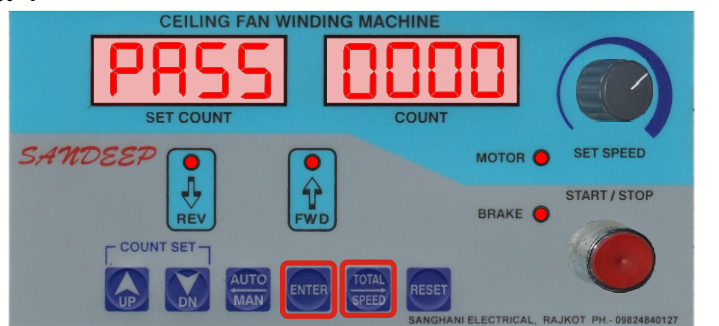 CEILING FAN WINDING MACHINE
PASS 0000
SET COUNT COUNT
SANDEEP
MOTOR SET SPEED
REV FWD
BRAKE START / STOP
COUNT SET
UP DN AUTO MAN ENTER TOTAL SPEED RESET
SANGHANI ELECTRICAL, RAJKOT PH.- 09824840127